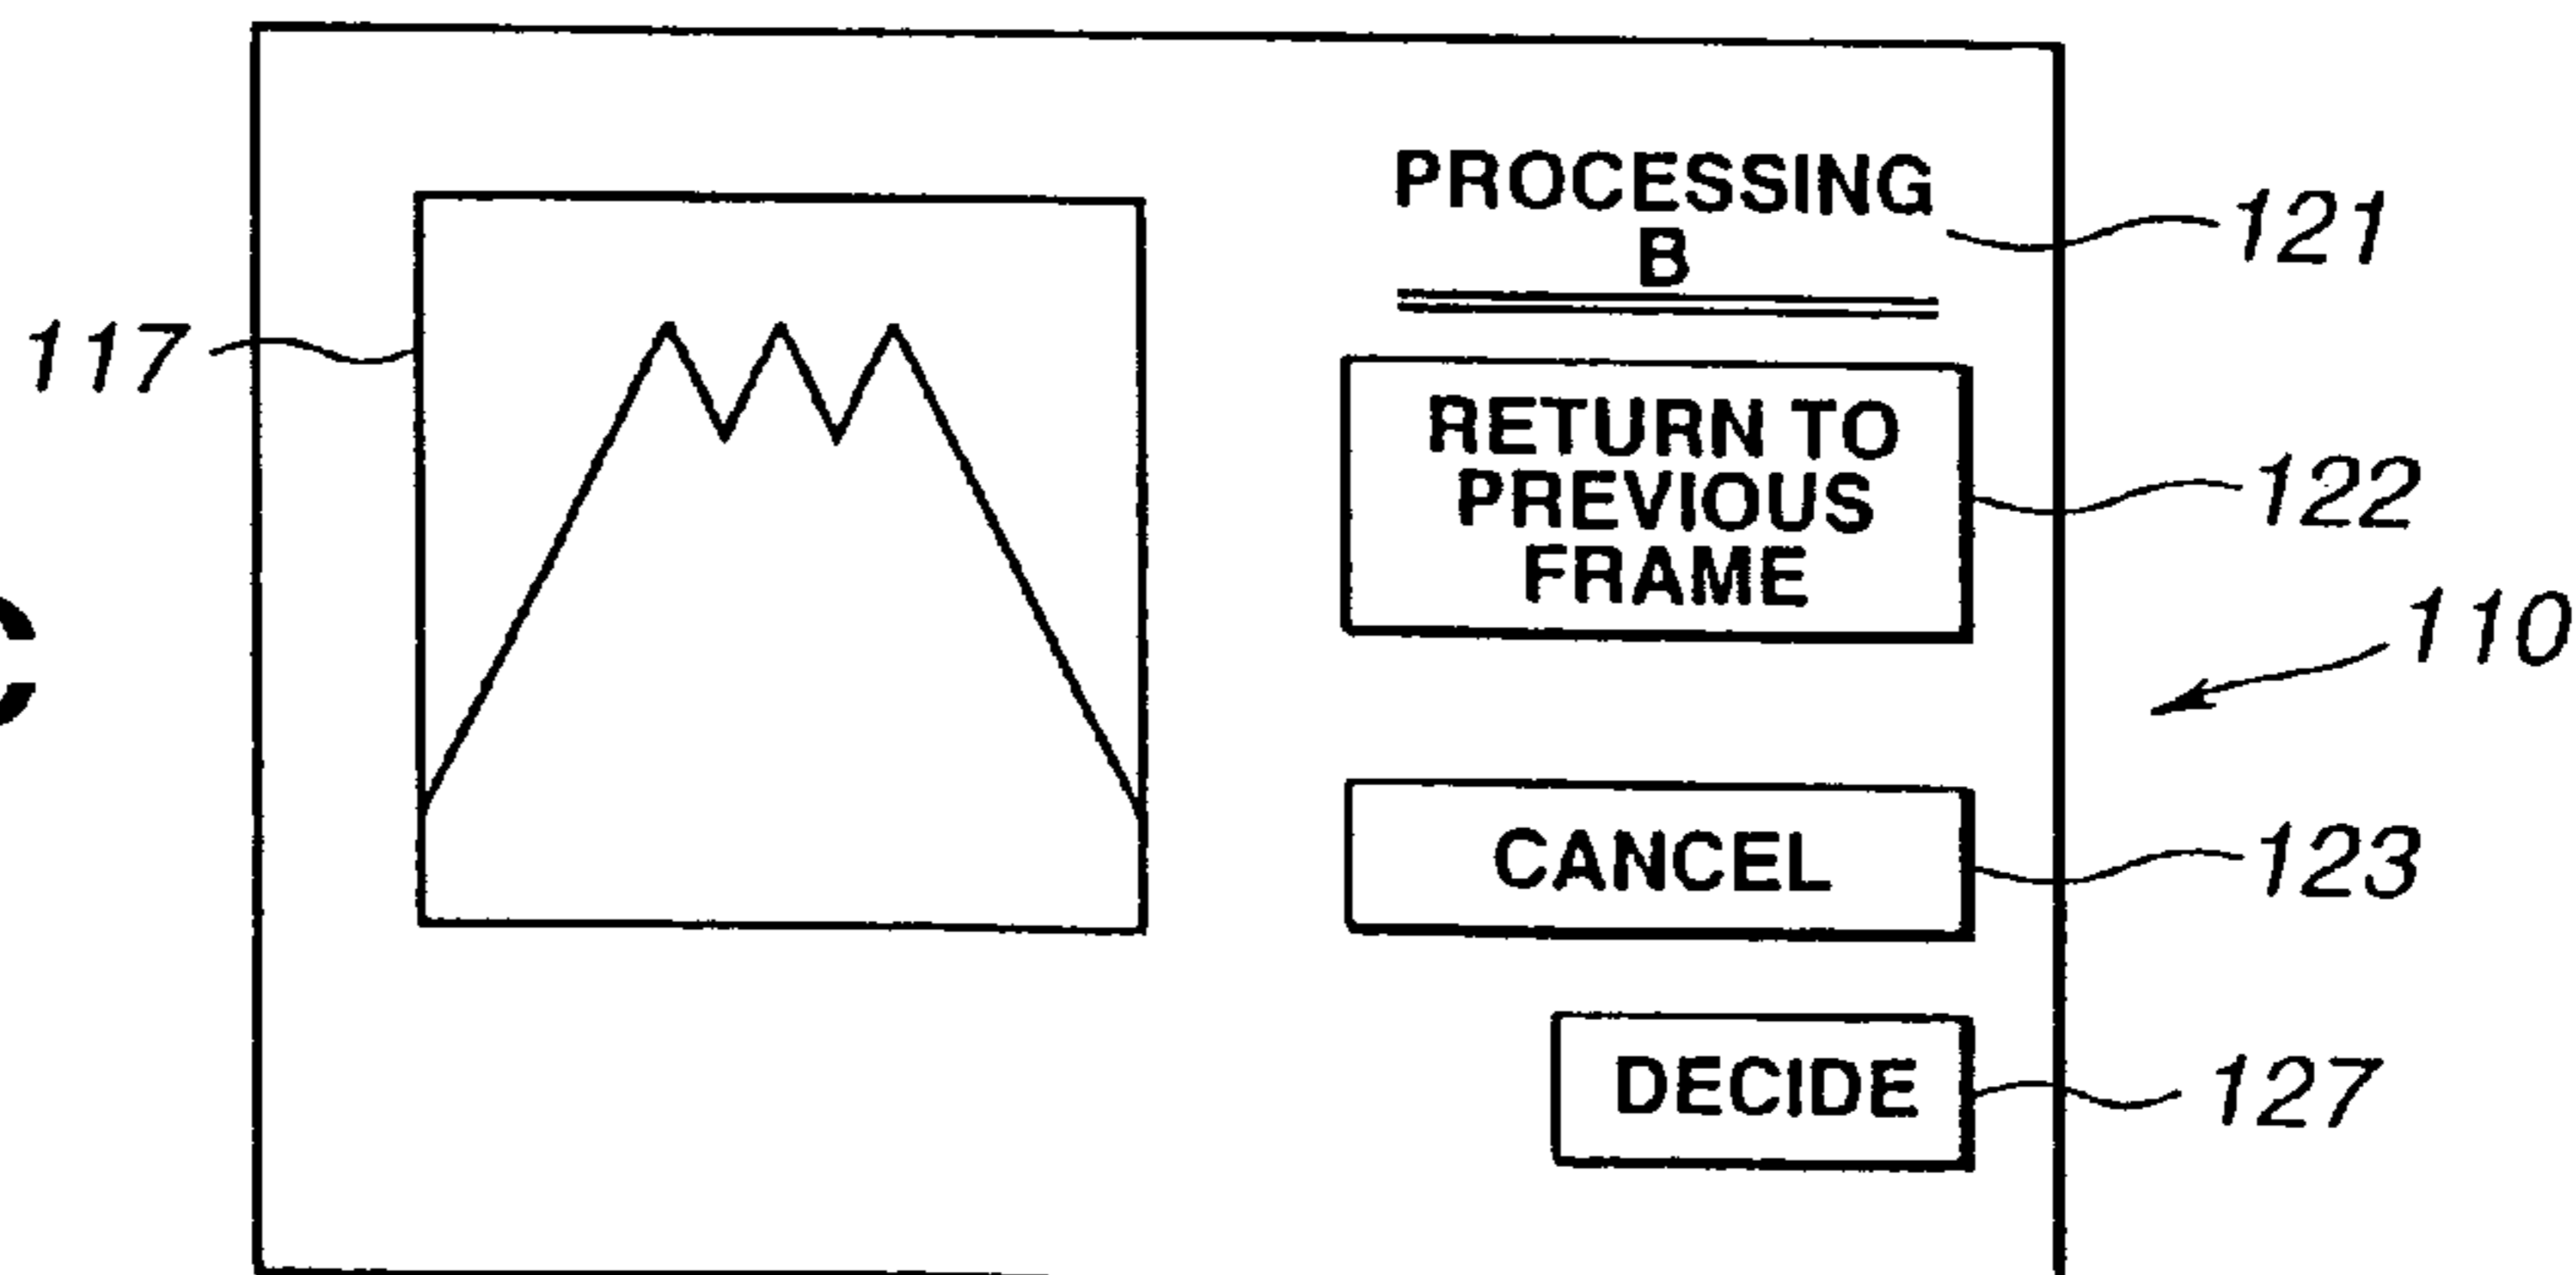 PROCESSING
B
121
117
RETURN TO
PREVIOUS
FRAME
122
110
CANCEL
123
DECIDE
127